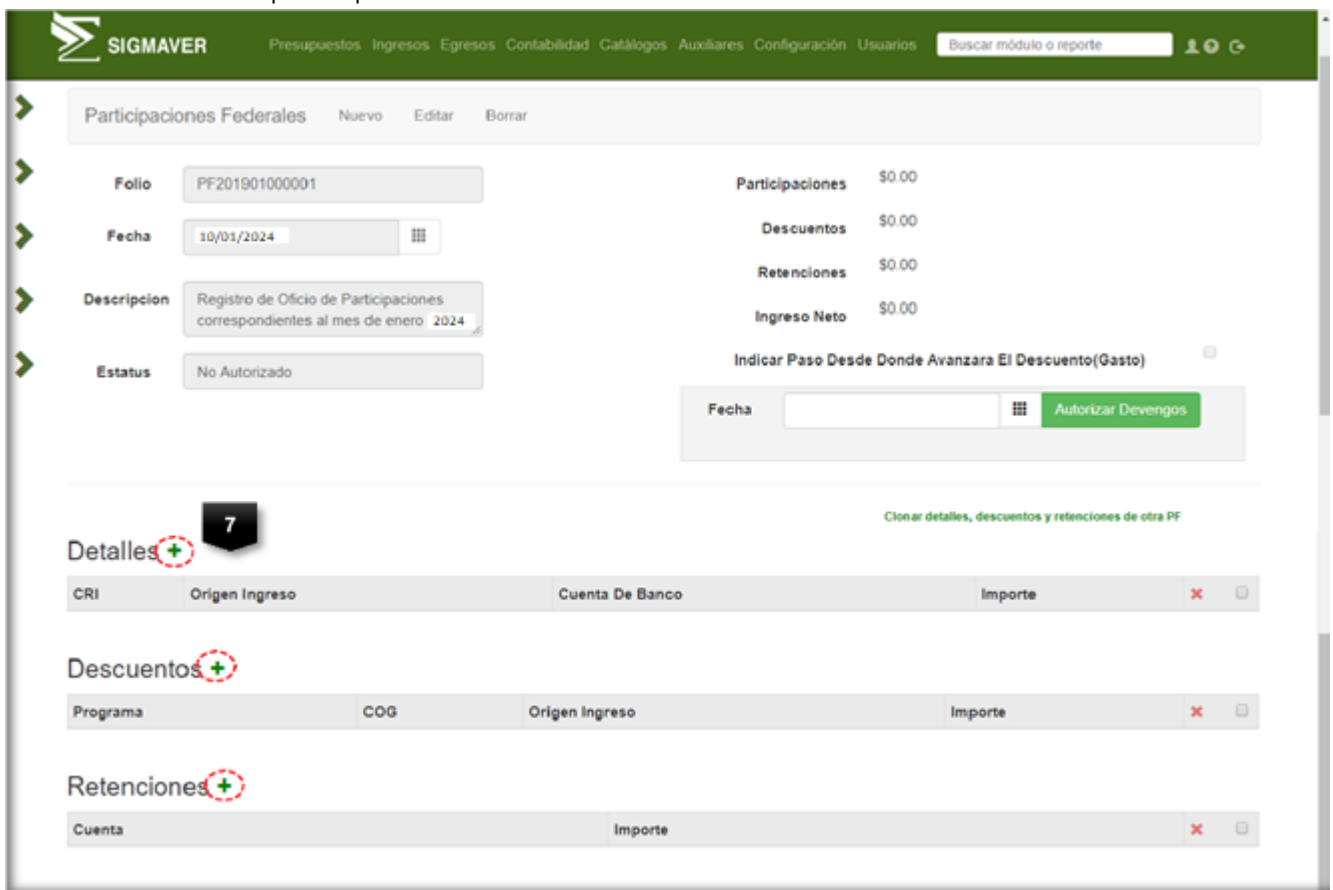 SIGMAVER Presupuestos Ingresos Egresos Contabilidad Catálogos Auxiliares Configuración Usuarios Buscar módulo o reporte
Participaciones Federales Nuevo Editar Borrar
Folio PF201901000001
Participaciones $0.00
Fecha 10/01/2024
Descuentos $0.00
Retenciones $0.00
Descripcion Registro de Oficio de Participaciones
correspondientes al mes de enero 2024
Ingreso Neto $0.00
Indicar Paso Desde Donde Avanzara El Descuento(Gasto)
Estatus No Autorizado
Fecha Autorizar Devengos
Clonar detalles, descuentos y retenciones de otra PF
7
Detalles +
CRI Origen Ingreso Cuenta De Banco Importe
Descuentos +
Programa COG Origen Ingreso Importe
Retenciones +
Cuenta Importe